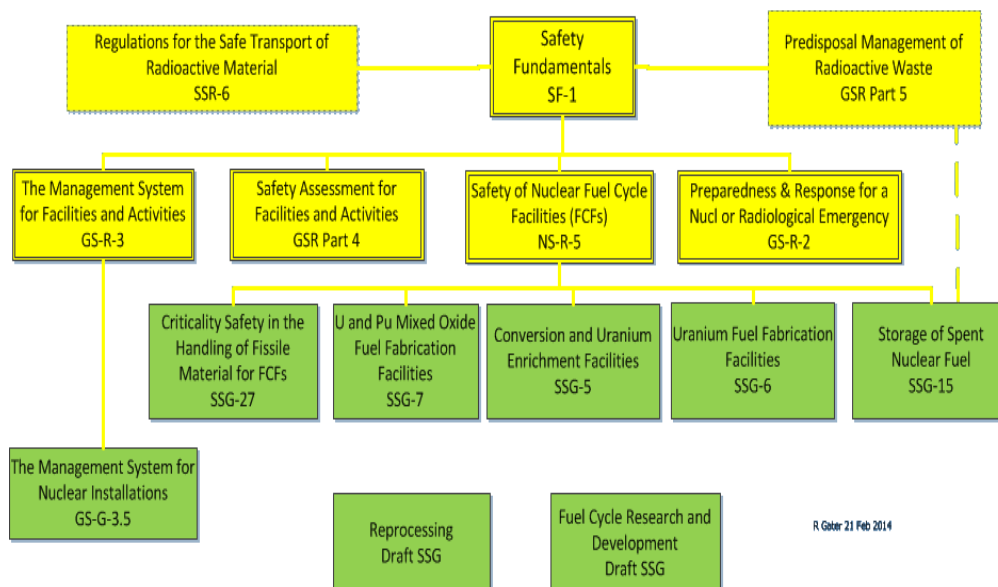 Regulations for the Safe Transport of
Radioactive Material
SSR-6
Safety
Fundamentals
SF-1
Predisposal Management of
Radioactive Waste
GSR Part 5
The Management System
for Facilities and Activities
GS-R-3
Safety Assessment for
Facilities and Activities
GSR Part 4
Safety of Nuclear Fuel Cycle
Facilities (FCFs)
NS-R-5
Preparedness & Response for a
Nucl or Radiological Emergency
GS-R-2
Criticality Safety in the
Handling of Fissile
Material for FCFs
SSG-27
U and Pu Mixed Oxide
Fuel Fabrication
Facilities
SSG-7
Conversion and Uranium
Enrichment Facilities
SSG-5
Uranium Fuel Fabrication
Facilities
SSG-6
Storage of Spent
Nuclear Fuel
SSG-15
The Management System for
Nuclear Installations
GS-G-3.5
Reprocessing
Draft SSG
Fuel Cycle Research and
Development
Draft SSG
R Gater 21 Feb 2014